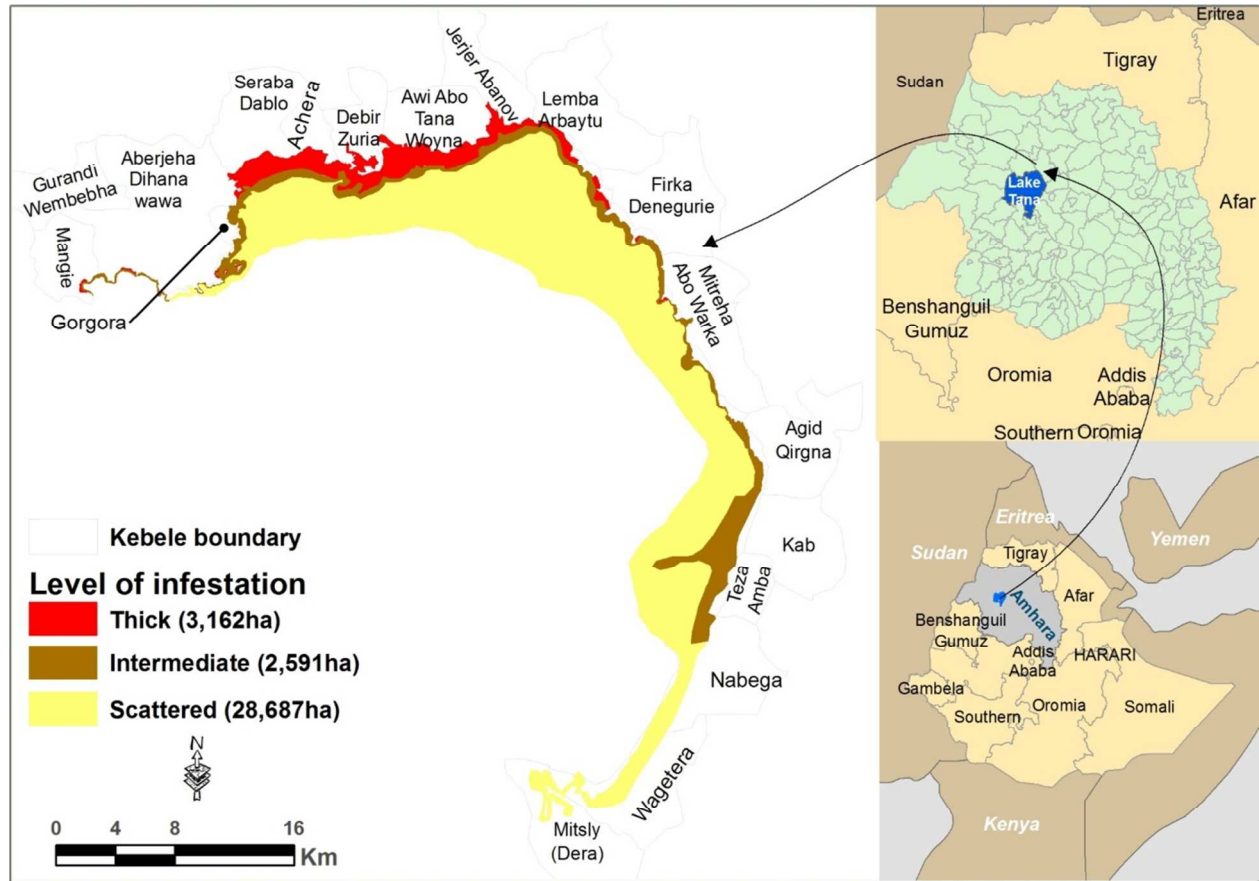 Jerjer Abanov
Seraba
Dablo
Achera
Debir
Zuria
Awi Abo
Tana
Woyna
Lemba
Arbaytu
Gurandi
Wembebha
Aberjeha
Dihana
wawa
Firka
Denegurie
Mangie
Gorgora
Mitreha
Abo Warka
Agid
Qirgna
Kab
Teza
Amba
Nabega
Wagetera
Mitsly
(Dera)
Kebele boundary
Level of infestation
Thick (3,162ha)
Intermediate (2,591ha)
Scattered (28,687ha)
N
0 4 8 16
Km
Eritrea
Tigray
Sudan
Lake
Tana
Afar
Benshanguil
Gumuz
Oromia
Addis
Ababa
Southern Oromia
Eritrea
Yemen
Sudan
Tigray
Afar
Amhara
Benshanguil
Gumuz
Addis
Ababa
HARARI
Gambela
Southern
Oromia
Somali
Kenya